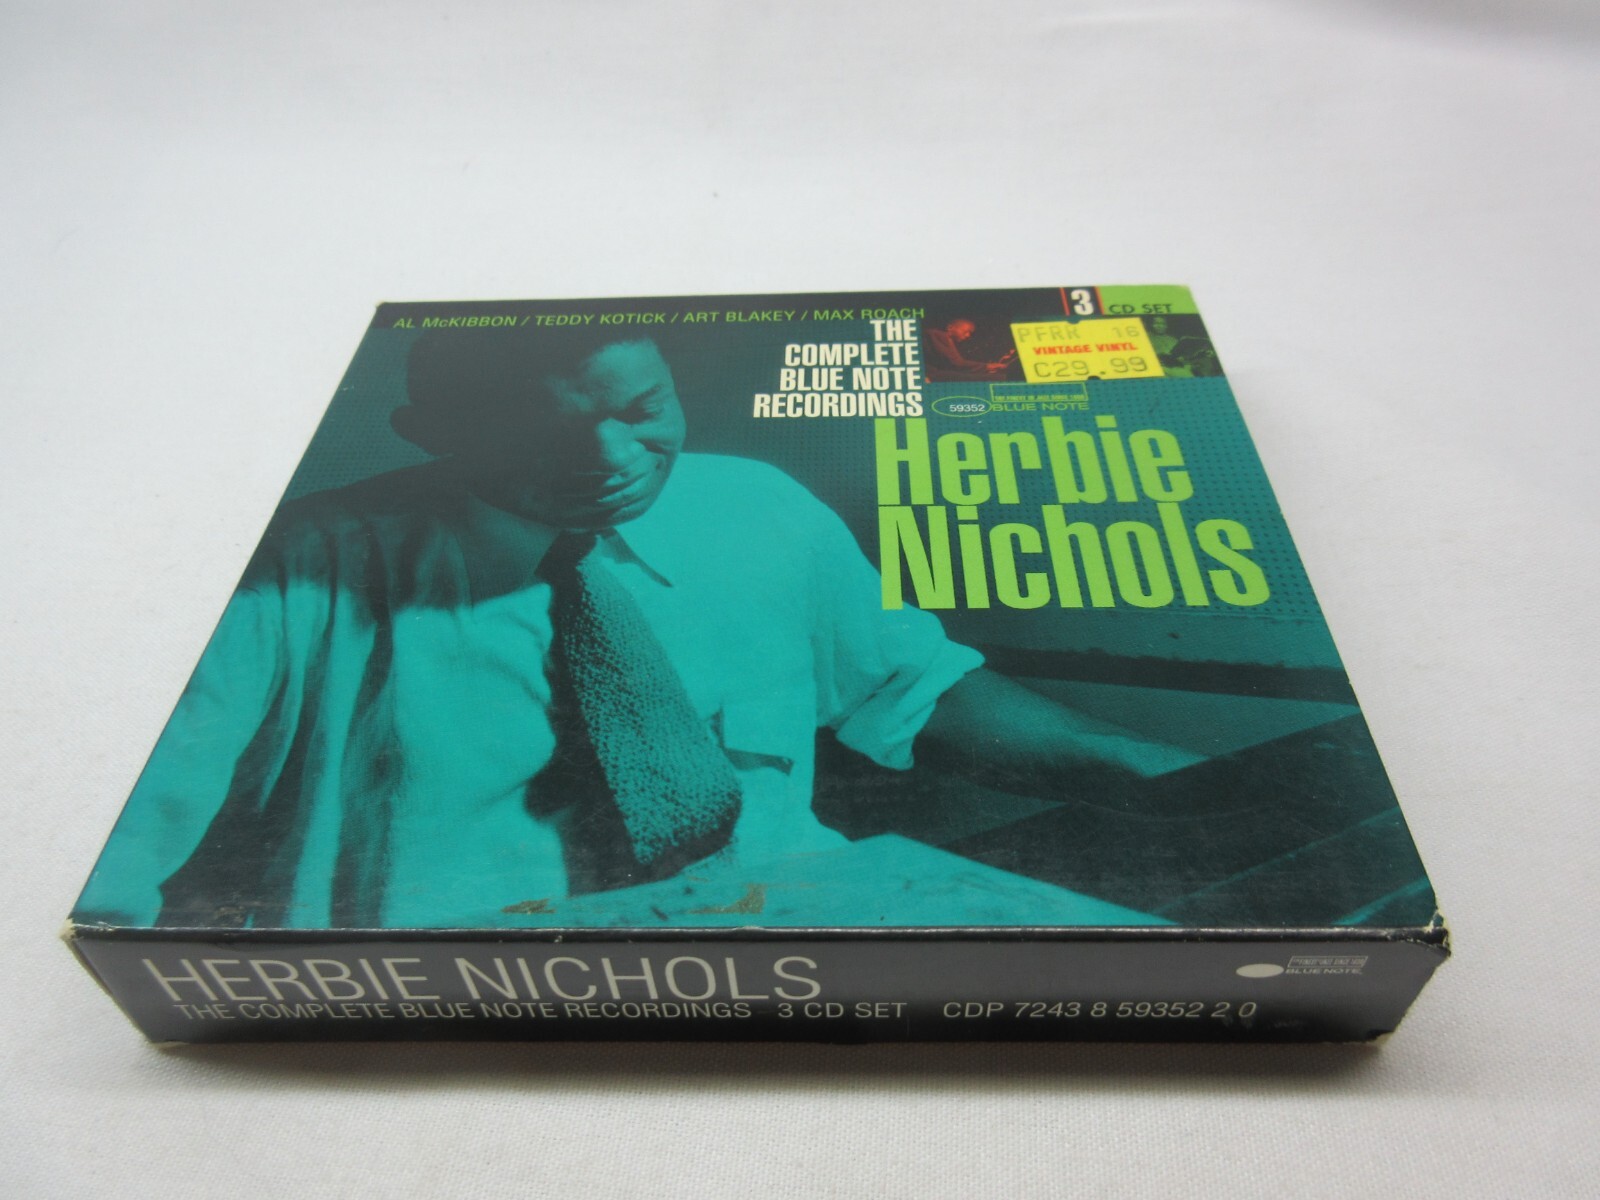 AL McKIBBON / TEDDY KOTICK / ART BLAKEY / MAX ROACH
3 CD SET
THE
COMPLETE
BLUE NOTE
RECORDINGS
PFRR 16
VINTAGE VINYL
C29.99
59352
BLUE NOTE
Herbie
Nichols
HERBIE NICHOLS
THE COMPLETE BLUE NOTE RECORDINGS 3 CD SET CDP 7243 8 59352 2 0
BLUE NOTE